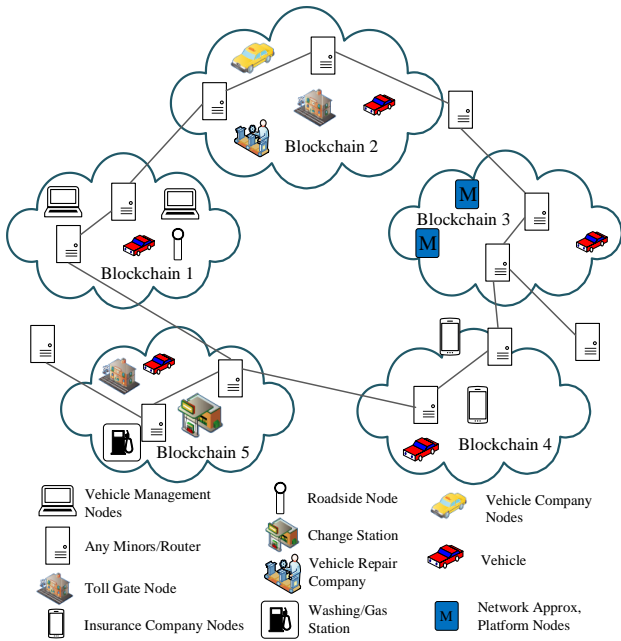 Blockchain 2
M
Blockchain 3
M
Blockchain 1
Blockchain 5
Blockchain 4
Vehicle Management
Nodes
Roadside Node
Vehicle Company
Nodes
Any Minors/Router
Change Station
Vehicle Repair
Company
Vehicle
Toll Gate Node
Insurance Company Nodes
Washing/Gas
Station
M
Network Approx,
Platform Nodes